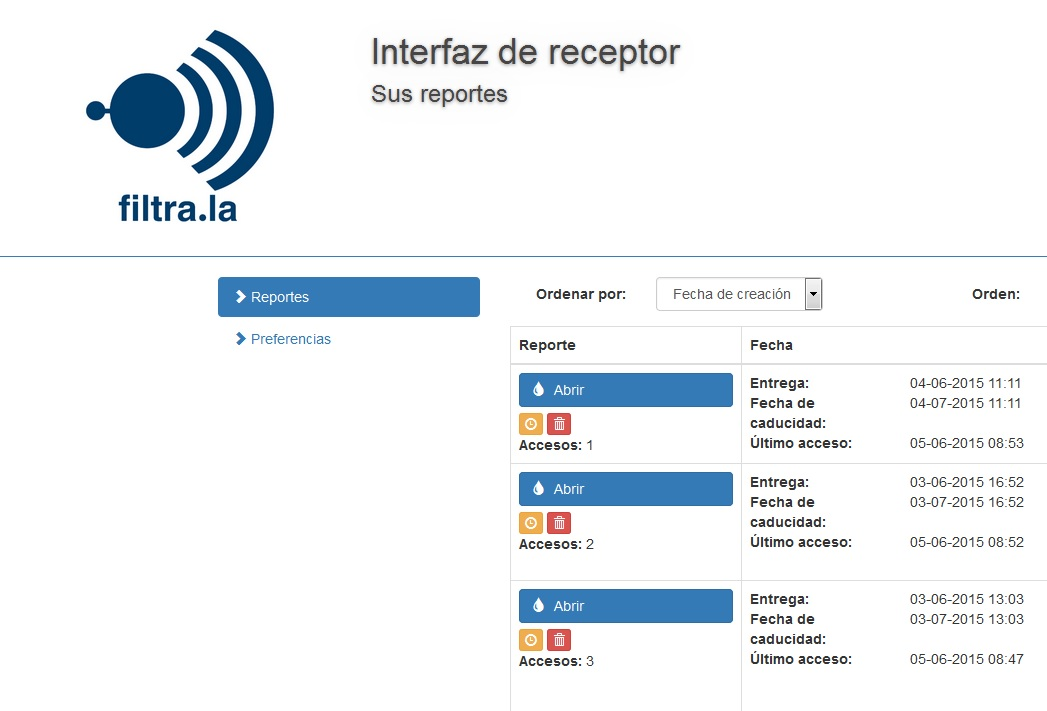 Interfaz de receptor
Sus reportes
filtra.la
Reportes
Preferencias
Ordenar por: Fecha de creación Orden:
Reporte Fecha
Abrir
Accesos: 1
Entrega: 04-06-2015 11:11
Fecha de caducidad: 04-07-2015 11:11
Último acceso: 05-06-2015 08:53
Abrir
Accesos: 2
Entrega: 03-06-2015 16:52
Fecha de caducidad: 03-07-2015 16:52
Último acceso: 05-06-2015 08:52
Abrir
Accesos: 3
Entrega: 03-06-2015 13:03
Fecha de caducidad: 03-07-2015 13:03
Último acceso: 05-06-2015 08:47